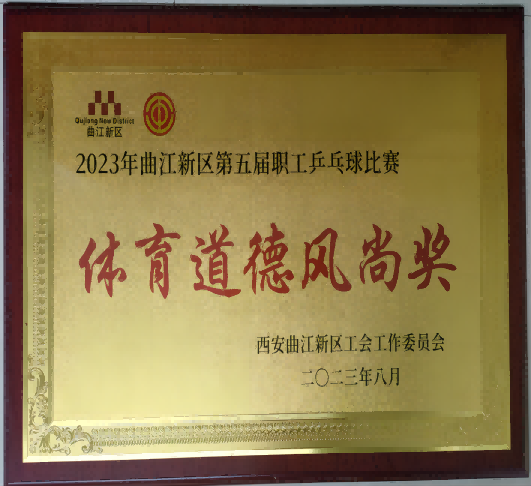 Qujiang New District
曲江新区
2023年曲江新区第五届职工乒乓球比赛
体育道德风尚奖
西安曲江新区工会工作委员会
二〇二三年八月